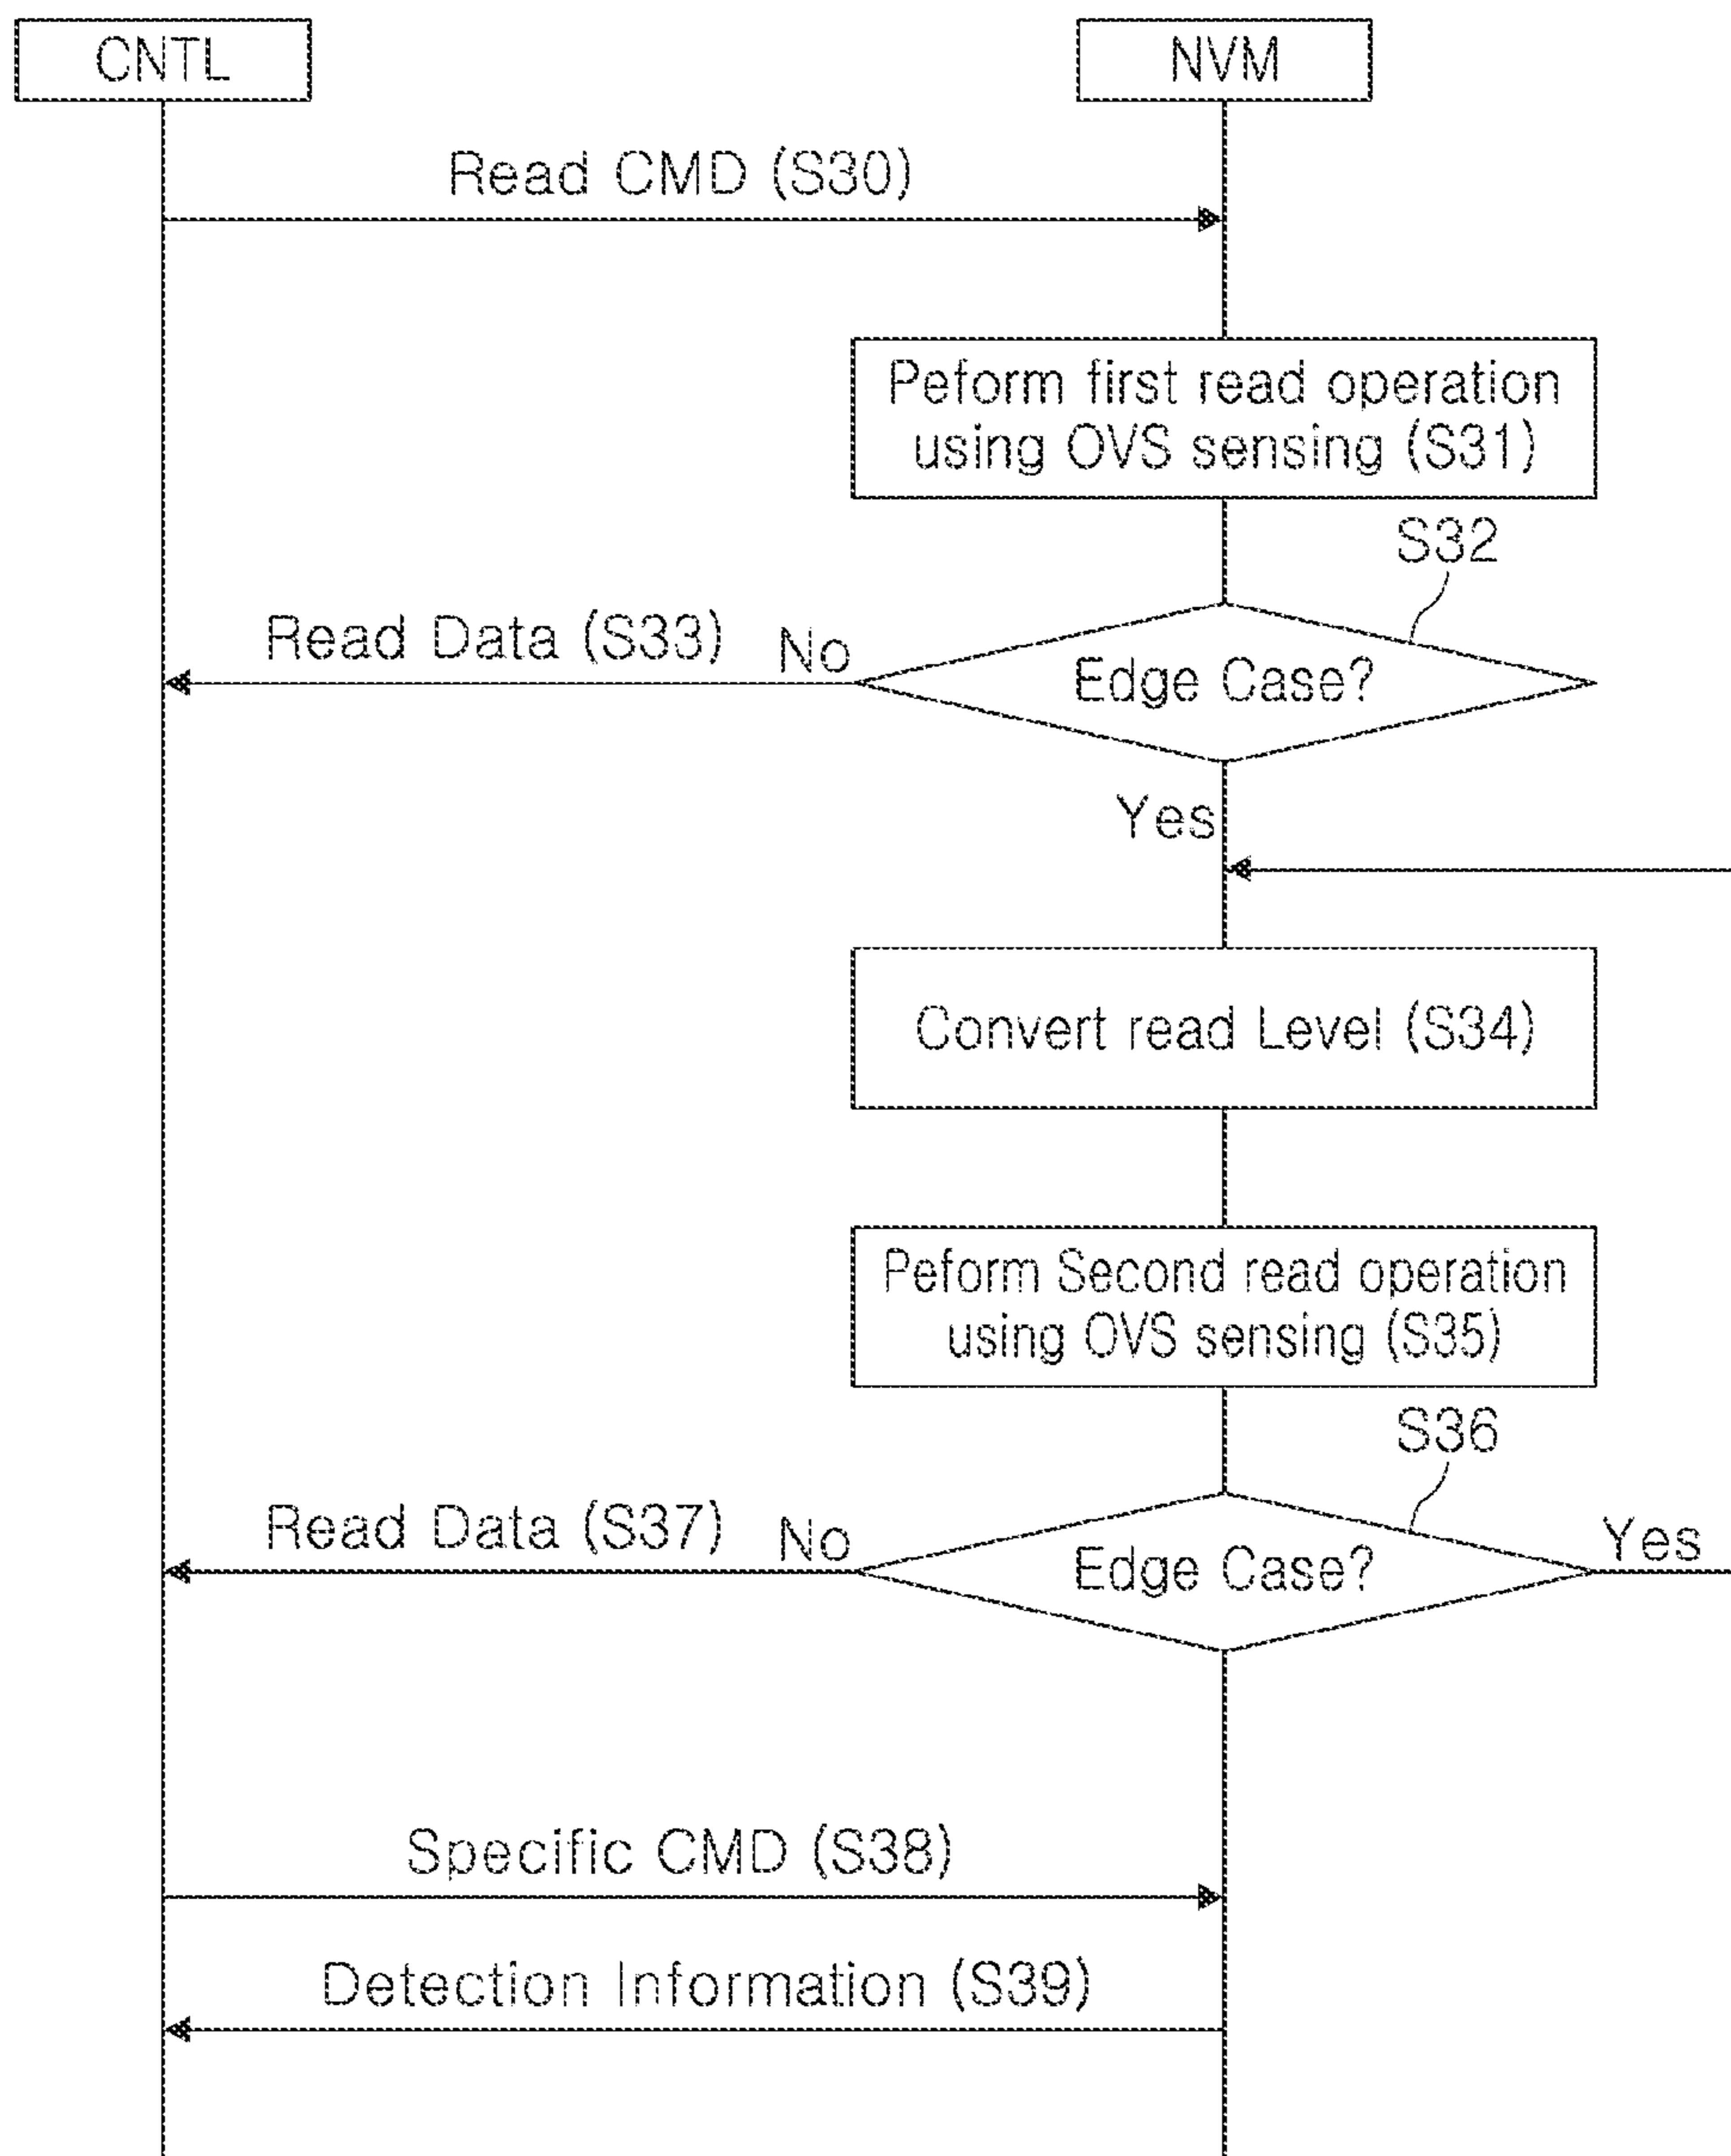 CNTL
NVM
Read CMD (S30)
Peform first read operation
using OVS sensing (S31)
S32
Read Data (S33)
No
Edge Case?
Yes
Convert read Level (S34)
Peform Second read operation
using OVS sensing (S35)
S36
Read Data (S37)
No
Edge Case?
Yes
Specific CMD (S38)
Detection Information (S39)